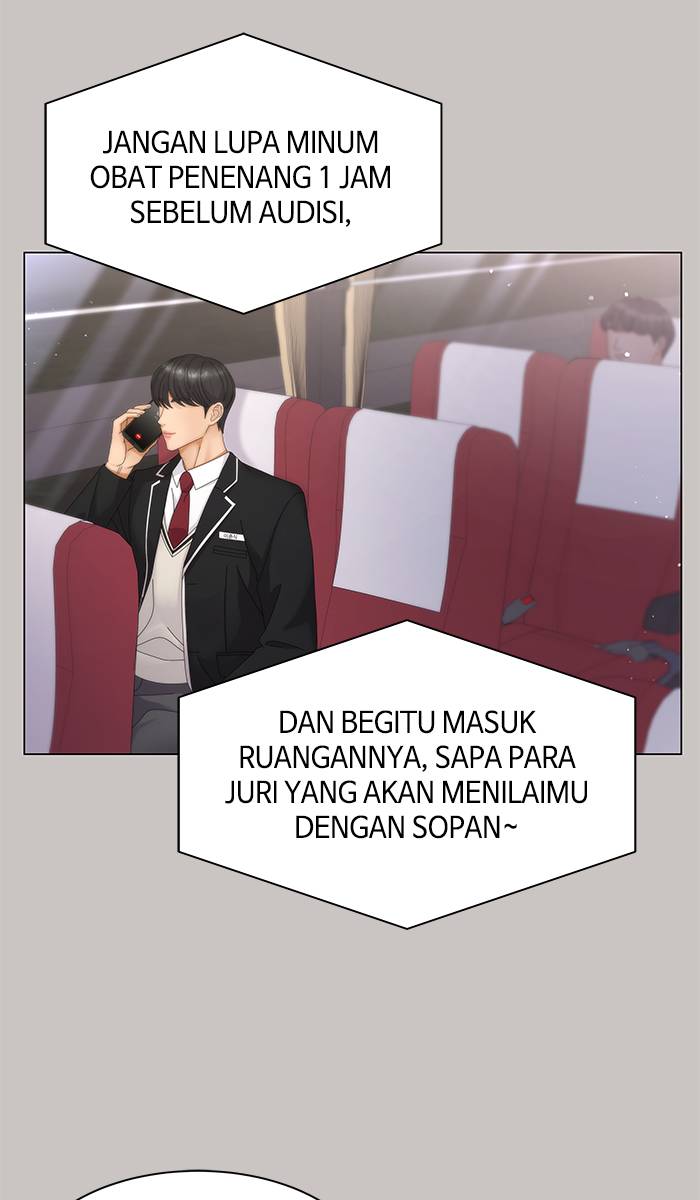 JANGAN LUPA MINUM
OBAT PENENANG 1 JAM
SEBELUM AUDISI,
DAN BEGITU MASUK
RUANGANNYA, SAPA PARA
JURI YANG AKAN MENILAIMU
DENGAN SOPAN~